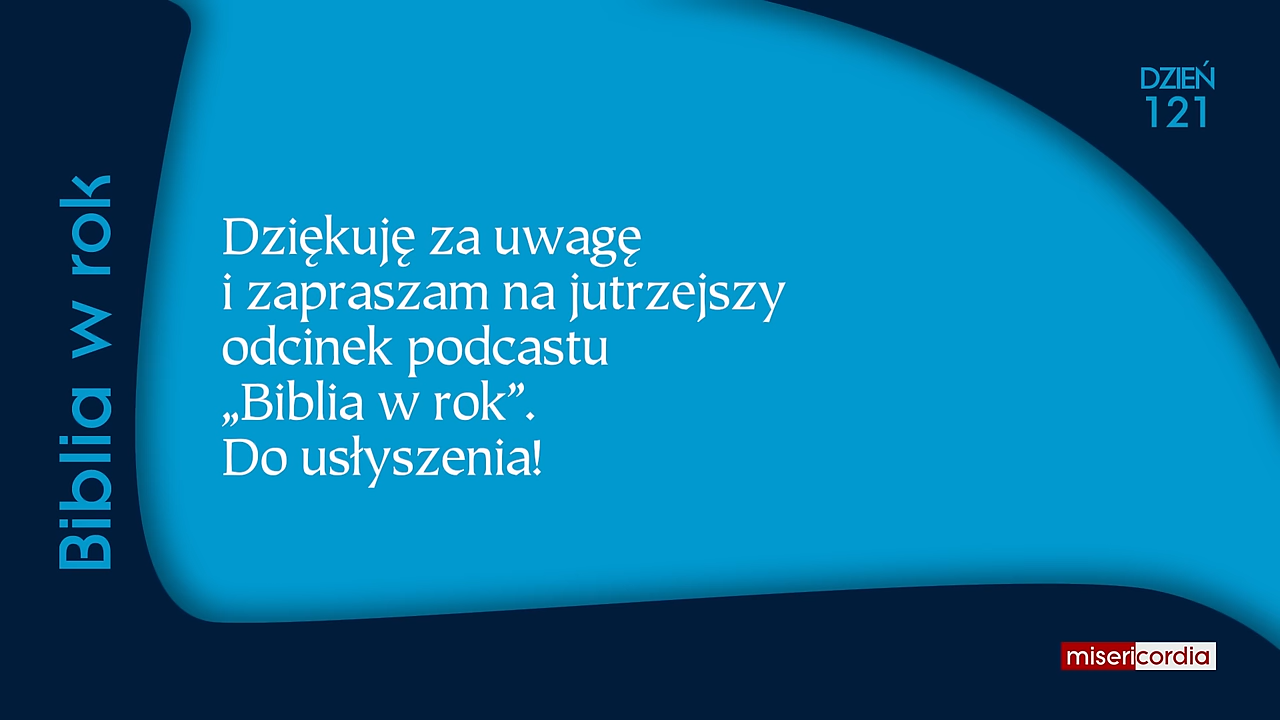 DZIEŃ
121
Biblia w rok
Dziękuję za uwagę
i zapraszam na jutrzejszy
odcinek podcastu
„Biblia w rok”.
Do usłyszenia!
misericordia